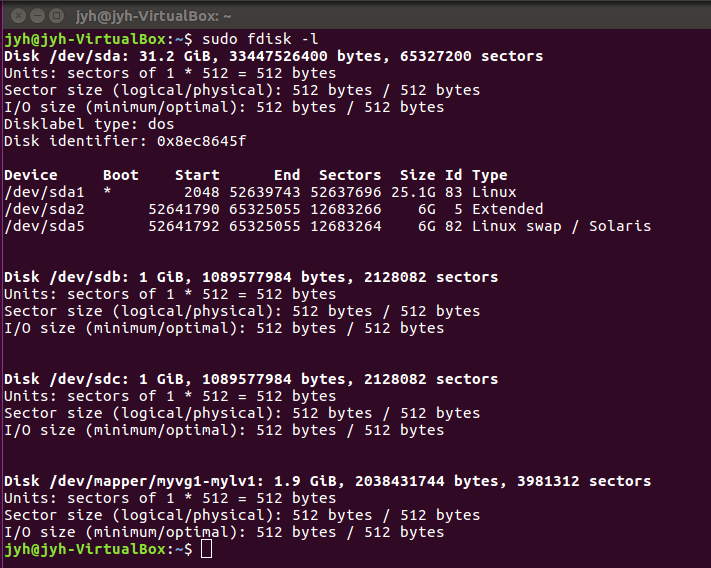 jyh@jyh-VirtualBox: ~
jyh@jyh-VirtualBox:~$ sudo fdisk -l
Disk /dev/sda: 31.2 GiB, 33447526400 bytes, 65327200 sectors
Units: sectors of 1 * 512 = 512 bytes
Sector size (logical/physical): 512 bytes / 512 bytes
I/O size (minimum/optimal): 512 bytes / 512 bytes
Disklabel type: dos
Disk identifier: 0x8ec8645f
Device     Boot    Start      End  Sectors  Size Id Type
/dev/sda1  *        2048 52639743 52637696 25.1G 83 Linux
/dev/sda2       52641790 65325055 12683266    6G  5 Extended
/dev/sda5       52641792 65325055 12683264    6G 82 Linux swap / Solaris
Disk /dev/sdb: 1 GiB, 1089577984 bytes, 2128082 sectors
Units: sectors of 1 * 512 = 512 bytes
Sector size (logical/physical): 512 bytes / 512 bytes
I/O size (minimum/optimal): 512 bytes / 512 bytes
Disk /dev/sdc: 1 GiB, 1089577984 bytes, 2128082 sectors
Units: sectors of 1 * 512 = 512 bytes
Sector size (logical/physical): 512 bytes / 512 bytes
I/O size (minimum/optimal): 512 bytes / 512 bytes
Disk /dev/mapper/myvg1-mylv1: 1.9 GiB, 2038431744 bytes, 3981312 sectors
Units: sectors of 1 * 512 = 512 bytes
Sector size (logical/physical): 512 bytes / 512 bytes
I/O size (minimum/optimal): 512 bytes / 512 bytes
jyh@jyh-VirtualBox:~$